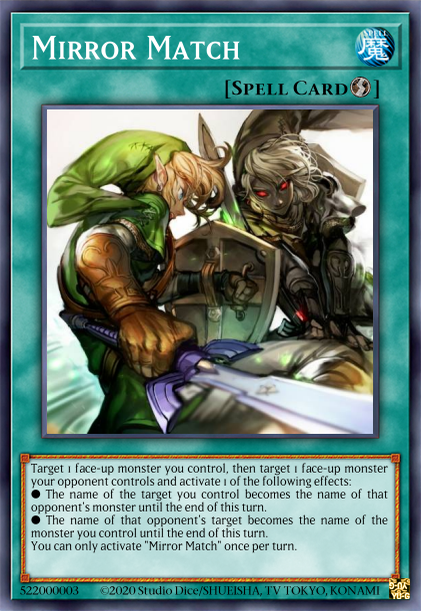 MIRROR MATCH
SPELL
魔
[SPELL CARD]
Target 1 face-up monster you control, then target 1 face-up monster
your opponent controls and activate 1 of the following effects:
● The name of the target you control becomes the name of that
opponent's monster until the end of this turn.
● The name of that opponent's target becomes the name of the
monster you control until the end of this turn.
You can only activate "Mirror Match" once per turn.
522000003 ©2020 Studio Dice/SHUEISHA, TV TOKYO, KONAMI